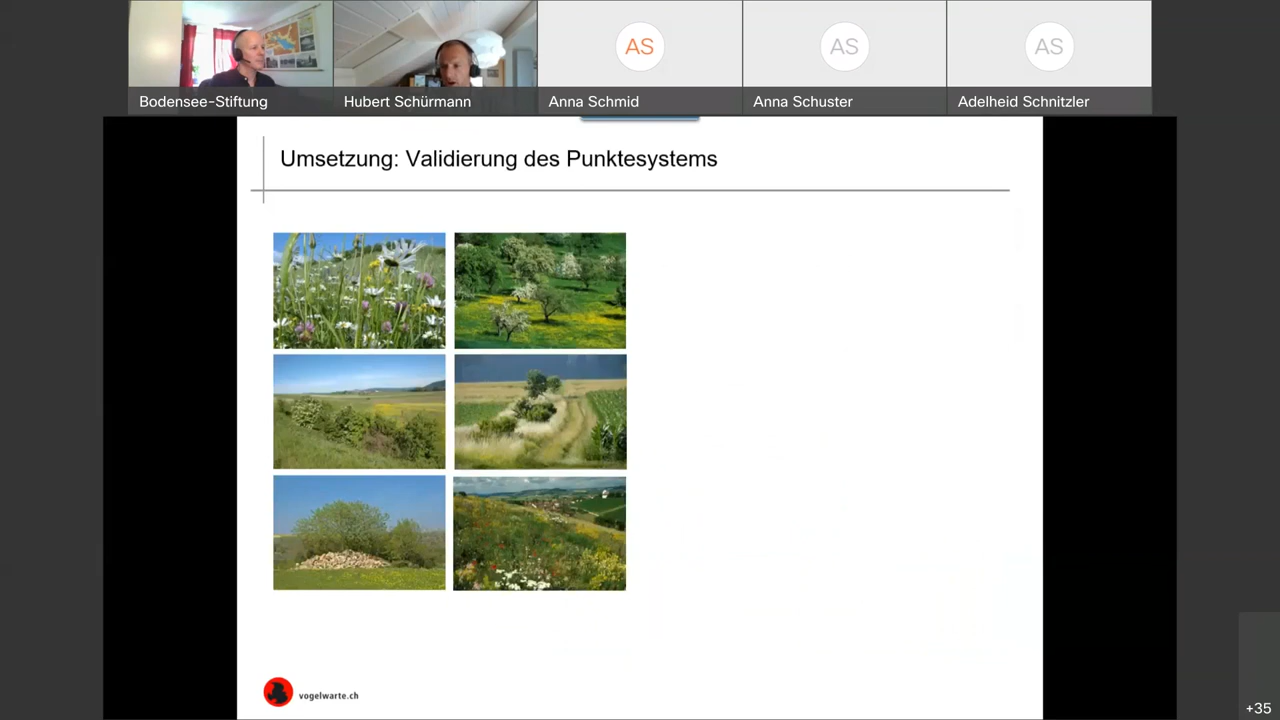 AS
AS
AS
Bodensee-Stiftung
Hubert Schürmann
Anna Schmid
Anna Schuster
Adelheid Schnitzler
Umsetzung: Validierung des Punktesystems
vogelwarte.ch
+35